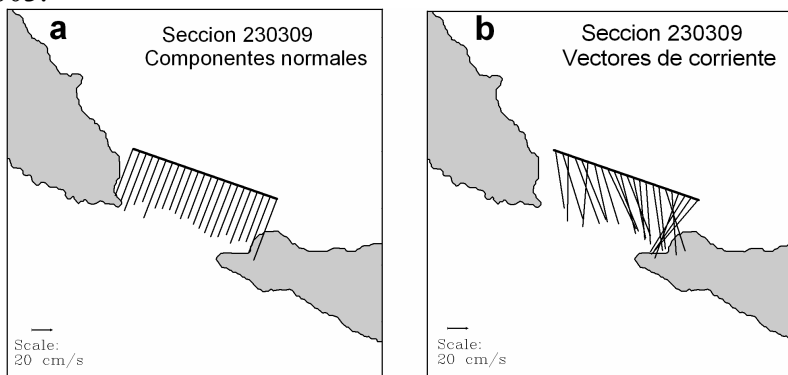 a
Seccion 230309
Componentes normales
Scale:
20 cm/s
b
Seccion 230309
Vectores de corriente
Scale:
20 cm/s